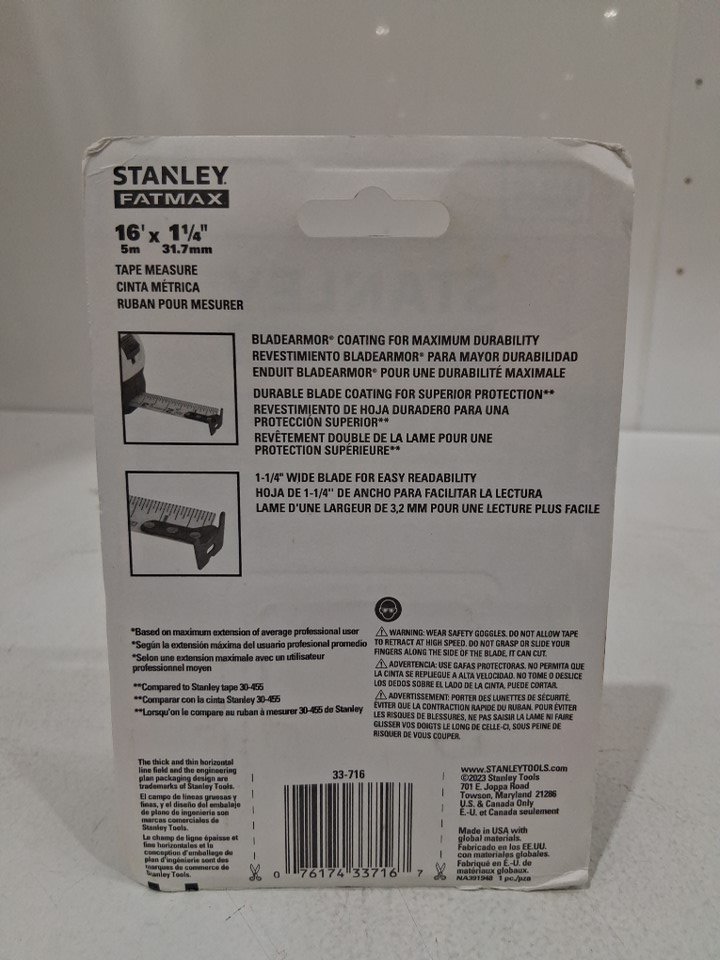 STANLEY.
FATMAX
16' x 1¼"
5m 31.7mm
TAPE MEASURE
CINTA MÉTRICA
RUBAN POUR MESURER
BLADEARMOR® COATING FOR MAXIMUM DURABILITY
REVESTIMIENTO BLADEARMOR® PARA MAYOR DURABILIDAD
ENDUIT BLADEARMOR® POUR UNE DURABILITÉ MAXIMALE
DURABLE BLADE COATING FOR SUPERIOR PROTECTION**
REVESTIMIENTO DE HOJA DURADERO PARA UNA
PROTECCIÓN SUPERIOR**
REVÊTEMENT DOUBLE DE LA LAME POUR UNE
PROTECTION SUPÉRIEURE**
1-1/4" WIDE BLADE FOR EASY READABILITY
HOJA DE 1-1/4'' DE ANCHO PARA FACILITAR LA LECTURA
LAME D'UNE LARGEUR DE 3,2 MM POUR UNE LECTURE PLUS FACILE
*Based on maximum extension of average professional user
*Según la extensión máxima del usuario profesional promedio
*Selon une extension maximale avec un utilisateur
professionnel moyen
**Compared to Stanley tape 30-455
**Comparar con la cinta Stanley 30-455
**Lorsqu'on le compare au ruban à mesurer 30-455 de Stanley
⚠ WARNING: WEAR SAFETY GOGGLES. DO NOT ALLOW TAPE
TO RETRACT AT HIGH SPEED. DO NOT GRASP OR SLIDE YOUR
FINGERS ALONG THE SIDE OF THE BLADE, IT CAN CUT.
⚠ ADVERTENCIA: USE GAFAS PROTECTORAS. NO PERMITA QUE
LA CINTA SE REPLIEGUE A ALTA VELOCIDAD. NO TOME O DESLICE
LOS DEDOS SOBRE EL LADO DE LA CINTA, PUEDE CORTAR.
⚠ ADVERTISSEMENT: PORTER DES LUNETTES DE SÉCURITÉ.
ÉVITER QUE LA CONTRACTION RAPIDE DU RUBAN. POUR ÉVITER
LES RISQUES DE BLESSURES, NE PAS SAISIR LA LAME NI FAIRE
GLISSER VOS DOIGTS LE LONG DE CELLE-CI, SOUS PEINE DE
RISQUER DE VOUS COUPER.
The thick and thin horizontal
line field and the engineering
plan packaging design are
trademarks of Stanley Tools.
El campo de líneas gruesas y
finas, y el diseño del embalaje
de plano de ingeniería son
marcas comerciales de
Stanley Tools.
Le champ de ligne épaisse et
fine horizontales et la
conception d'emballage de
plan d'ingénierie sont des
marques de commerce de
Stanley Tools.
33-716
0 76174 33716 7
www.STANLEYTOOLS.com
©2023 Stanley Tools
701 E. Joppa Road
Towson, Maryland 21286
U.S. & Canada Only
É.-U. et Canada seulement
Made in USA with
global materials.
Fabricado en los EE.UU.
con materiales globales.
Fabriqué en É.-U. de
matériaux globaux.
NA391948 1 pc./pza